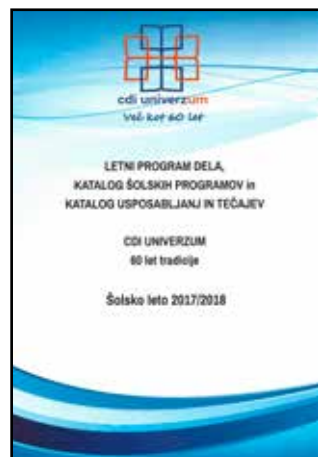 cdi univerzum
Več kot 60 let
LETNI PROGRAM DELA,
KATALOG ŠOLSKIH PROGRAMOV in
KATALOG USPOSABLJANJ IN TEČAJEV
CDI UNIVERZUM
60 let tradicije
Šolsko leto 2017/2018